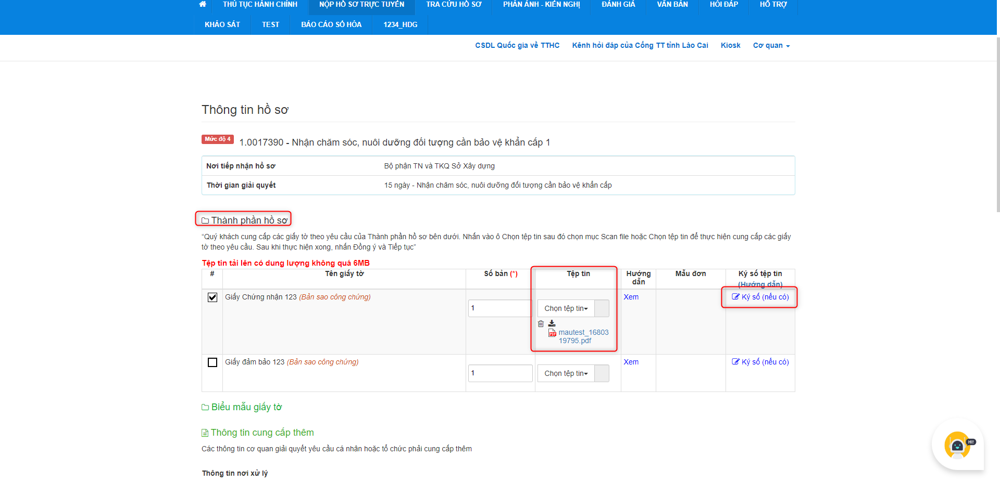 THỦ TỤC HÀNH CHÍNH NỘP HỒ SƠ TRỰC TUYẾN TRA CỨU HỒ SƠ PHẢN ÁNH - KIẾN NGHỊ ĐÁNH GIÁ VĂN BẢN HỎI ĐÁP HỖ TRỢ
KHẢO SÁT TEST BÁO CÁO SỐ HÓA 1234_HDG
CSDL Quốc gia về TTHC Kênh hỏi đáp của Cổng TT tỉnh Lào Cai Kiosk Cơ quan
Thông tin hồ sơ
Mức độ 4 1.0017390 - Nhận chăm sóc, nuôi dưỡng đối tượng cần bảo vệ khẩn cấp 1
Nơi tiếp nhận hồ sơ Bộ phận TN và TKQ Sở Xây dựng
Thời gian giải quyết 15 ngày - Nhận chăm sóc, nuôi dưỡng đối tượng cần bảo vệ khẩn cấp
Thành phần hồ sơ
“Quý khách cung cấp các giấy tờ theo yêu cầu của Thành phần hồ sơ bên dưới. Nhấn vào ô Chọn tệp tin sau đó chọn mục Scan file hoặc Chọn tệp tin để thực hiện cung cấp các giấy
tờ theo yêu cầu. Sau khi thực hiện xong, nhấn Đồng ý và Tiếp tục”
Tệp tin tải lên có dung lượng không quá 6MB
# Tên giấy tờ Số bản (*) Tệp tin Hướng dẫn Mẫu đơn Ký số tệp tin (Hướng dẫn)
Giấy Chứng nhận 123 (Bản sao công chứng) 1 Chọn tệp tin Xem Ký số (nếu có)
mautest_16803
19795.pdf
Giấy đảm bảo 123 (Bản sao công chứng) 1 Chọn tệp tin Xem Ký số (nếu có)
Biểu mẫu giấy tờ
Thông tin cung cấp thêm
Các thông tin cơ quan giải quyết yêu cầu cá nhân hoặc tổ chức phải cung cấp thêm
HI!
Thông tin nơi xử lý